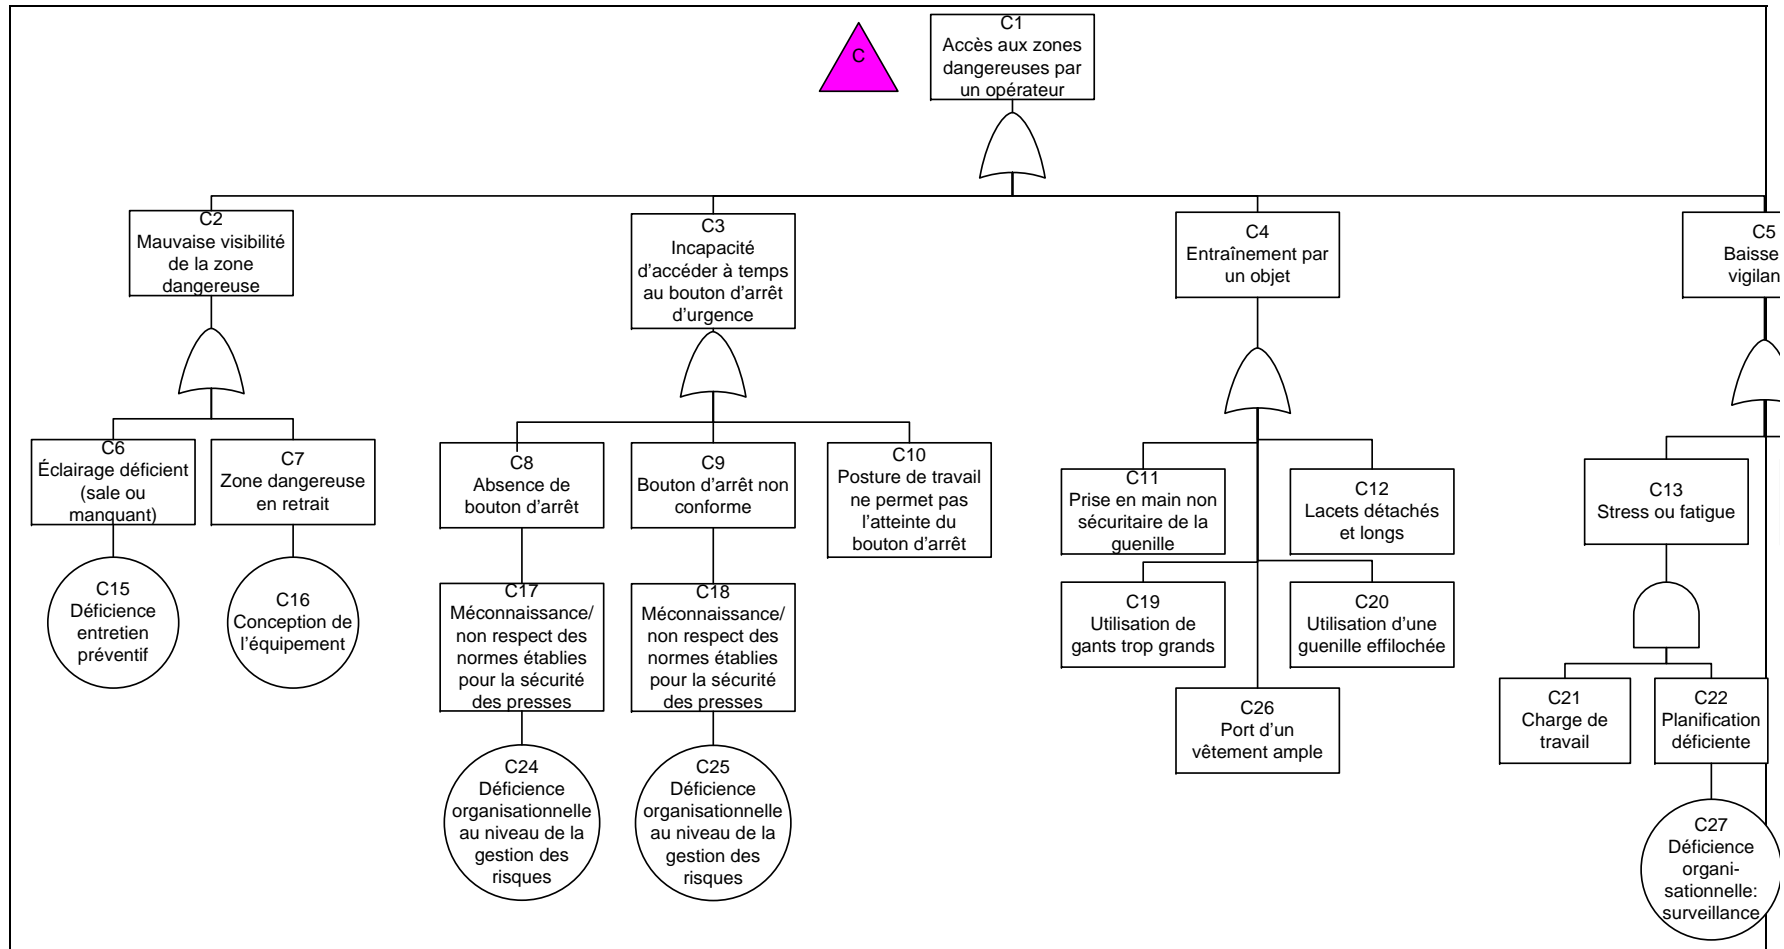 C
C1
Accès aux zones
dangereuses par
un opérateur
C2
Mauvaise visibilité
de la zone
dangereuse
C3
Incapacité
d'accéder à temps
au bouton d'arrêt
d'urgence
C4
Entraînement par
un objet
C5
Baisse
C6
Éclairage déficient
(sale ou
manquant)
C7
Zone dangereuse
en retrait
C8
Absence de
bouton d'arrêt
C9
Bouton d'arrêt non
conforme
C10
Posture de travail
ne permet pas
l'atteinte du
bouton d'arrêt
C11
Prise en main non
sécuritaire de la
guenille
C12
Lacets détachés
et longs
C13
Stress ou fatigue
C15
Déficience
entretien
préventif
C16
Conception de
l'équipement
C17
Méconnaissance/
non respect des
normes établies
pour la sécurité
des presses
C18
Méconnaissance/
non respect des
normes établies
pour la sécurité
des presses
C19
Utilisation de
gants trop grands
C20
Utilisation d'une
guenille effilochée
C21
Charge de
travail
C22
Planification
déficiente
C24
Déficience
organisationnelle
au niveau de la
gestion des
risques
C25
Déficience
organisationnelle
au niveau de la
gestion des
risques
C26
Port d'un
vêtement ample
C27
Déficience
organi-
sationnelle:
surveillance